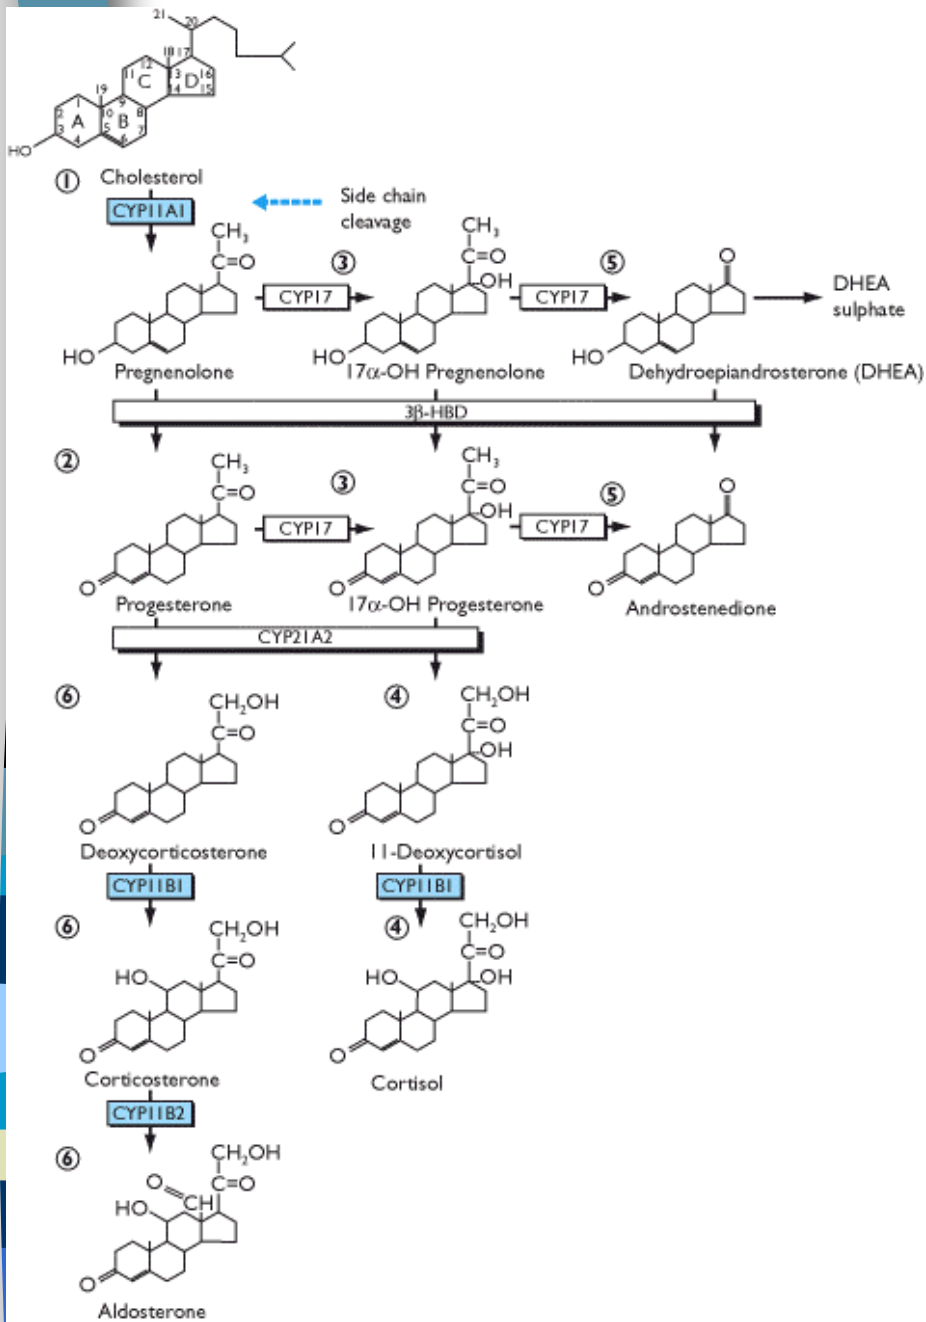 21
20
18
17
12
11
13
16
C
D
19
14
15
1
9
2
10
8
A
B
3
5
7
4
6
HO
① Cholesterol
CYP11A1
Side chain
cleavage
CH3
C=O
③
CYP17
CH3
C=O
OH
⑤
CYP17
O
DHEA
sulphate
HO
HO
HO
Pregnenolone
17α-OH Pregnenolone
Dehydroepiandrosterone (DHEA)
3β-HBD
②
CH3
C=O
③
CYP17
CH3
C=O
OH
⑤
CYP17
O
O
O
O
Progesterone
17α-OH Progesterone
Androstenedione
CYP21A2
⑥
CH2OH
C=O
④
CH2OH
C=O
OH
O
O
Deoxycorticosterone
11-Deoxycortisol
CYP11B1
CYP11B1
⑥
CH2OH
C=O
HO
④
CH2OH
C=O
HO
OH
O
O
Corticosterone
Cortisol
CYP11B2
⑥
CH2OH
C=O
O
CH
HO
O
Aldosterone